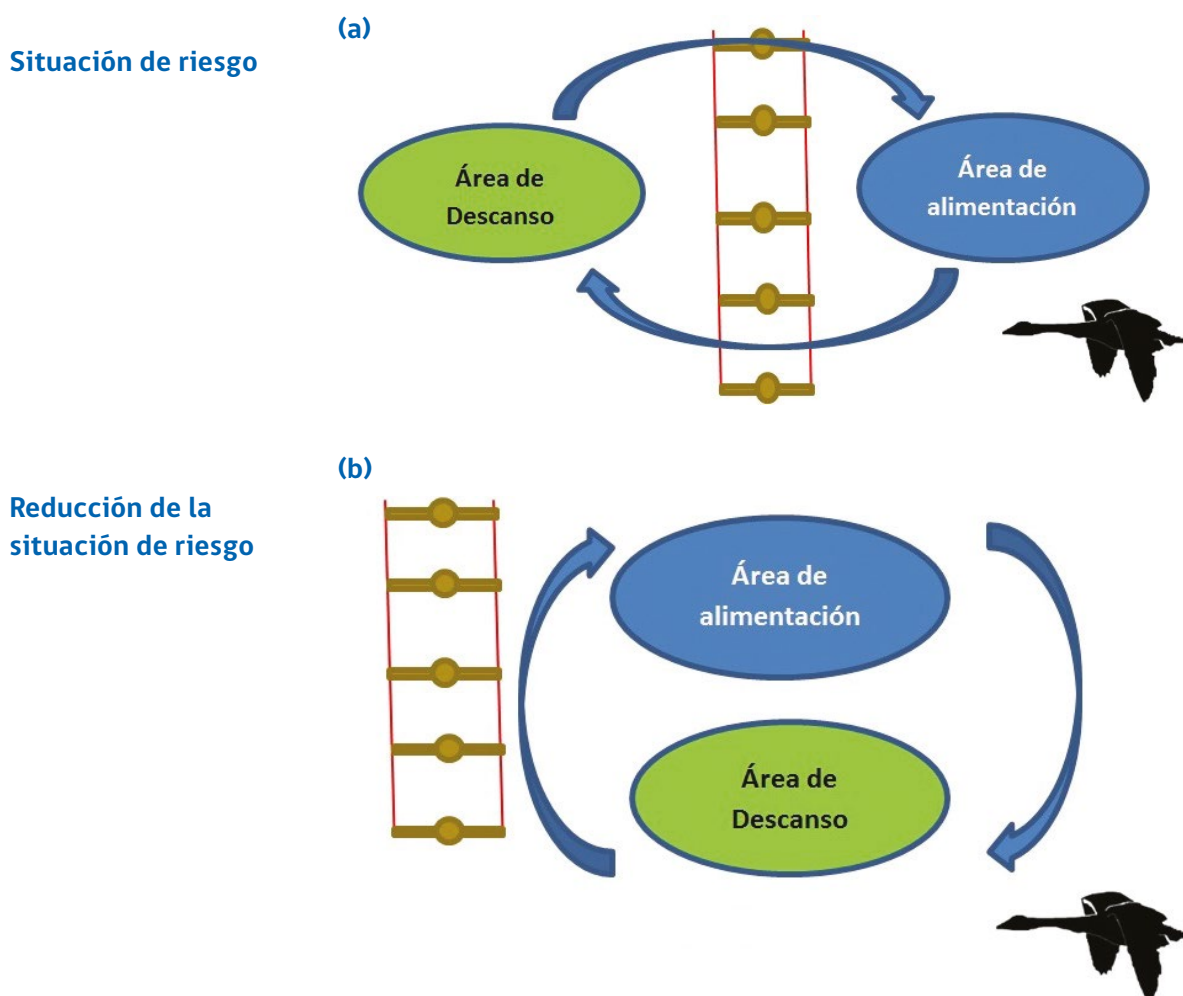 (a)
Situación de riesgo
Área de
Descanso
Área de
alimentación
(b)
Reducción de la
situación de riesgo
Área de
alimentación
Área de
Descanso